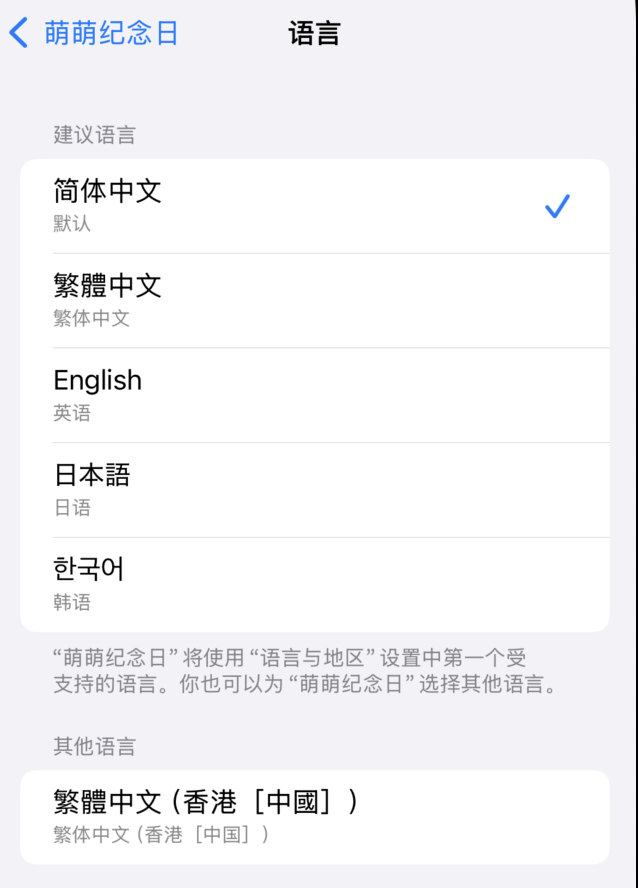 萌萌纪念日
语言
建议语言
简体中文
默认
繁體中文
繁体中文
English
英语
日本語
日语
한국어
韩语
“萌萌纪念日”将使用“语言与地区”设置中第一个受
支持的语言。你也可以为“萌萌纪念日”选择其他语言。
其他语言
繁體中文（香港［中國］）
繁体中文（香港［中国］）